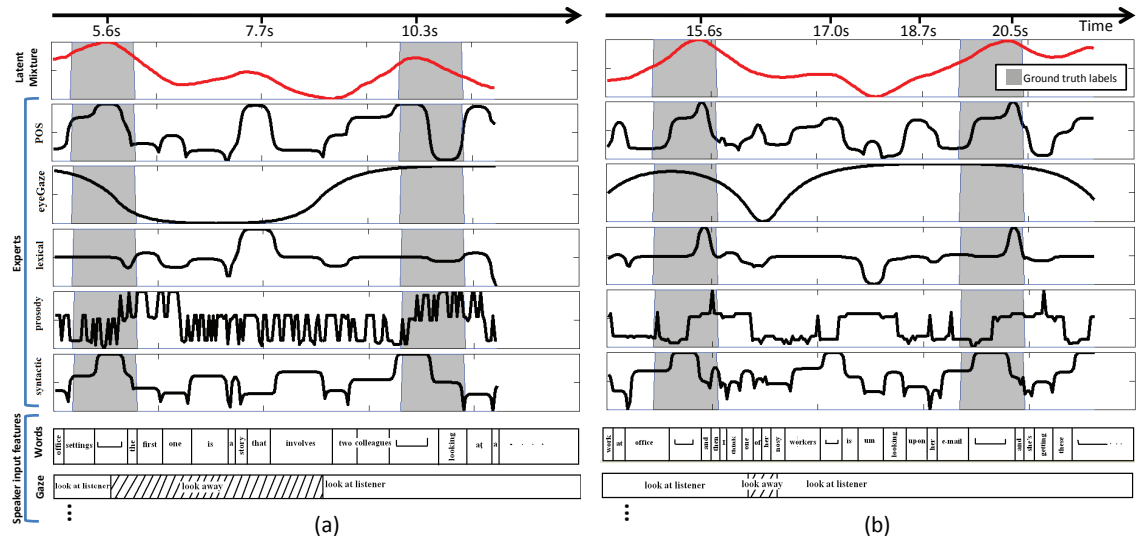 5.6s 7.7s 10.3s
15.6s 17.0s 18.7s 20.5s Time
Latent Mixture
Ground truth labels
Experts
POS
eyeGaze
lexical
prosody
syntactic
Speaker input features
Words
office settings the first one is a story that involves two colleagues looking at a . . . .
work at office and then I think one of her nosy workers is um looking upon her e-mail and she's getting these ...
Gaze
look at listener look away look at listener
look at listener look away look at listener
(a)
(b)